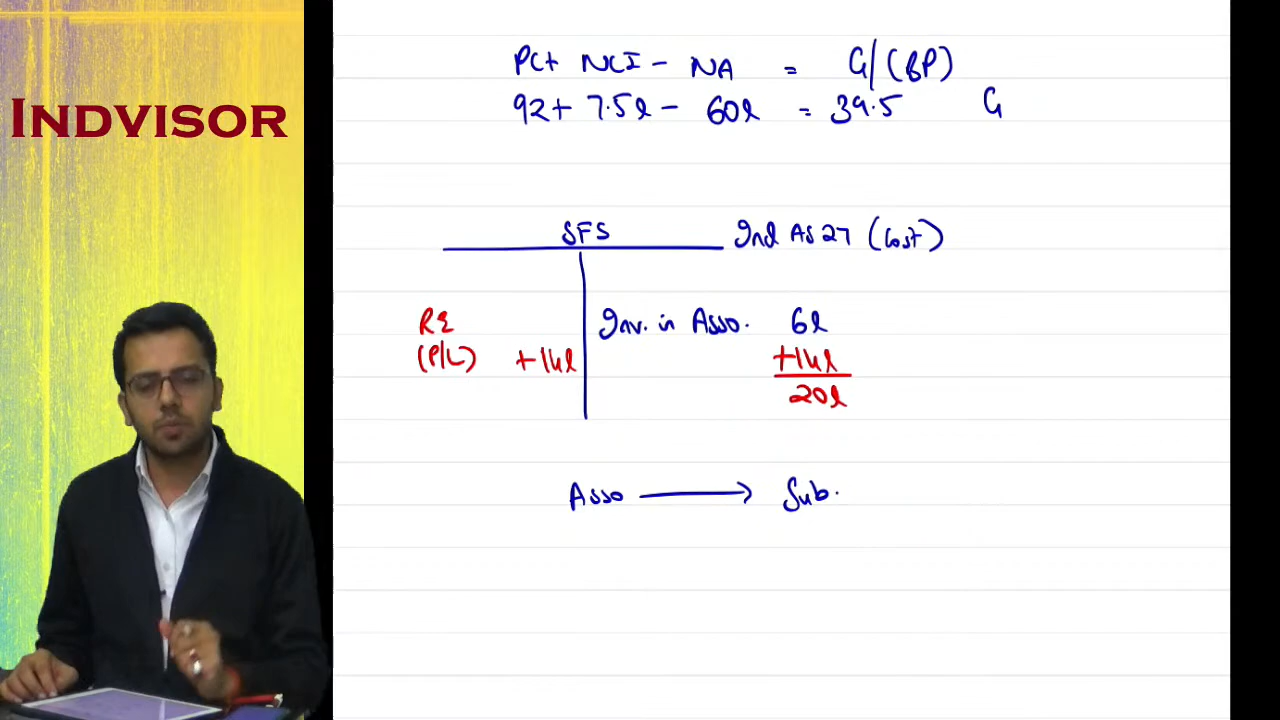 INDVISOR
PC+ NCI - NA = G/(BP)
92+ 7.5l - 60l = 39.5 G
SFS Ind AS 27 (Cost)
RE Inv. in Asso. 6l
(P/L) +14l +14l
20l
Asso → Sub.